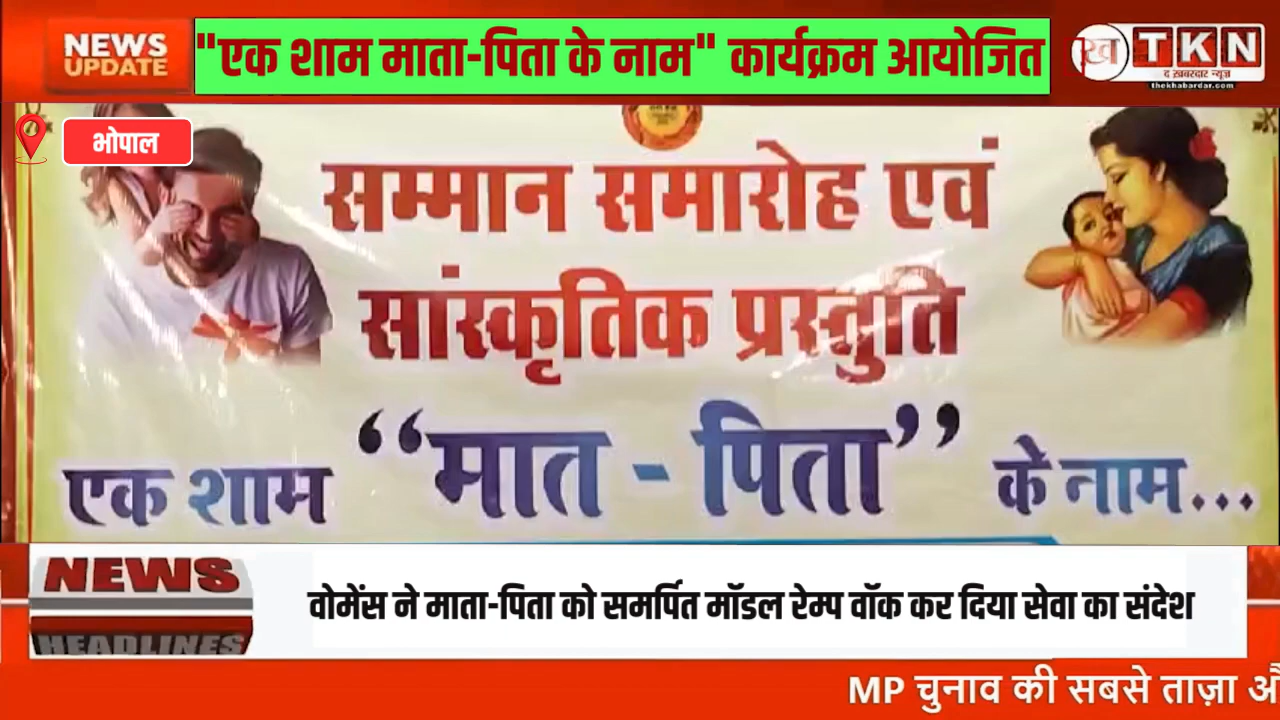 NEWS
UPDATE
"एक शाम माता-पिता के नाम" कार्यक्रम आयोजित
ख
TKN
द ख़बरदार न्यूज़
thekhabardar.com
भोपाल
सम्मान समारोह एवं
सांस्कृतिक प्रस्तुति
एक शाम “मात - पिता” के नाम...
NEWS
HEADLINES
वोमेंस ने माता-पिता को समर्पित मॉडल रेम्प वॉक कर दिया सेवा का संदेश
MP चुनाव की सबसे ताज़ा